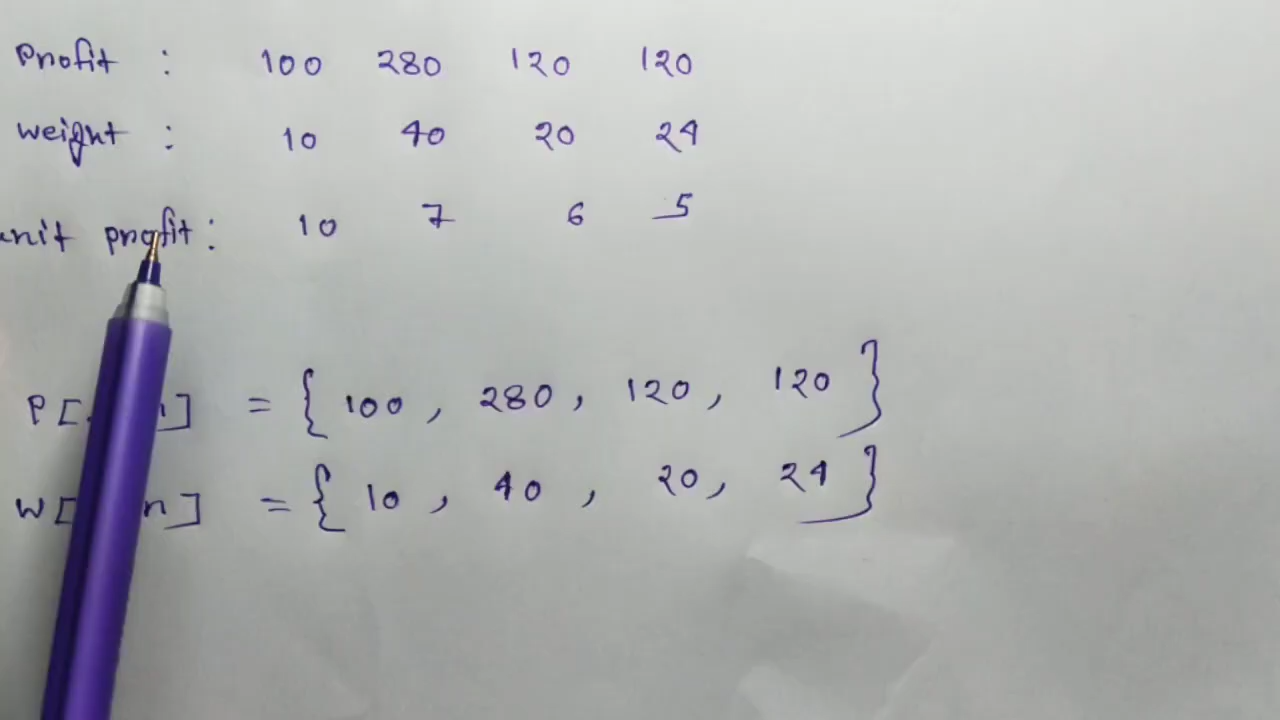 Profit : 100 280 120 120
weight : 10 40 20 24
unit profit : 10 7 6 5
P[ n] = { 100 , 280 , 120 , 120 }
W[ n] = { 10 , 40 , 20 , 24 }